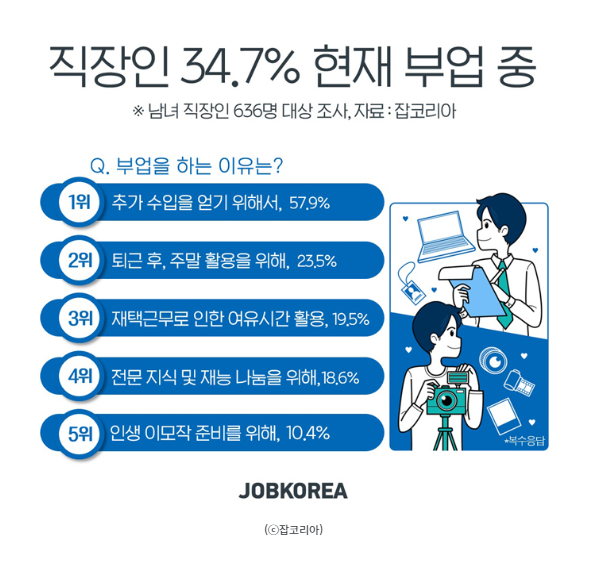 직장인 34.7% 현재 부업 중
※ 남녀 직장인 636명 대상 조사, 자료 : 잡코리아
Q. 부업을 하는 이유는?
1위 추가 수입을 얻기 위해서, 57.9%
2위 퇴근 후, 주말 활용을 위해, 23.5%
3위 재택근무로 인한 여유시간 활용, 19.5%
4위 전문 지식 및 재능 나눔을 위해, 18.6%
5위 인생 이모작 준비를 위해, 10.4%
*복수응답
JOBKOREA
(ⓒ잡코리아)